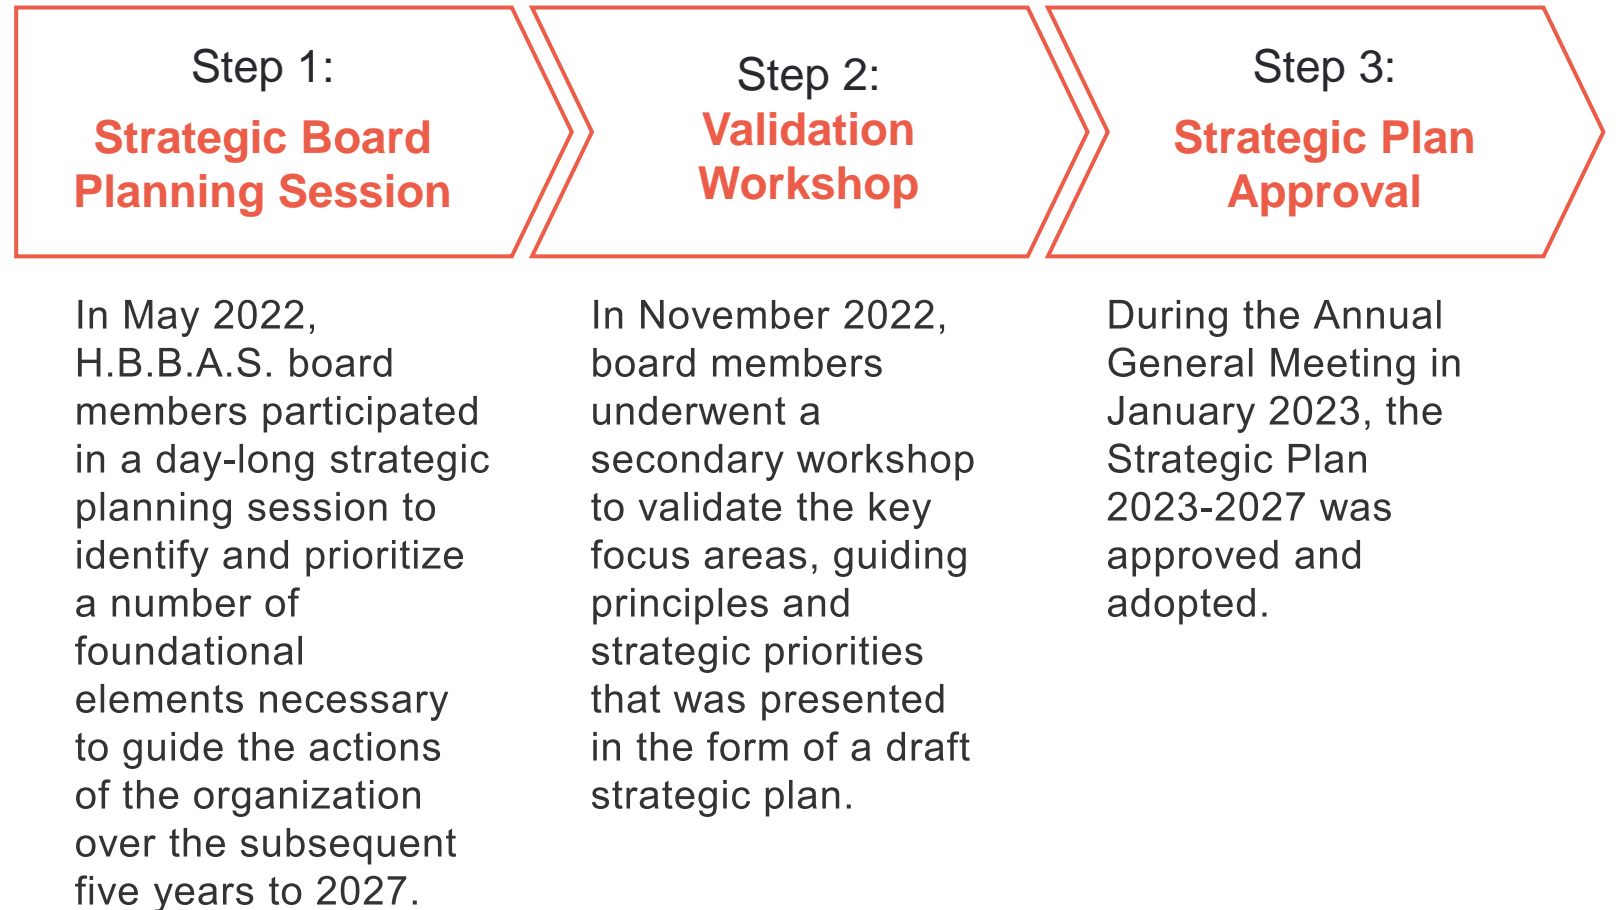 Step 1:
Strategic Board
Planning Session
In May 2022,
H.B.B.A.S. board
members participated
in a day-long strategic
planning session to
identify and prioritize
a number of
foundational
elements necessary
to guide the actions
of the organization
over the subsequent
five years to 2027.
Step 2:
Validation
Workshop
In November 2022,
board members
underwent a
secondary workshop
to validate the key
focus areas, guiding
principles and
strategic priorities
that was presented
in the form of a draft
strategic plan.
Step 3:
Strategic Plan
Approval
During the Annual
General Meeting in
January 2023, the
Strategic Plan
2023-2027 was
approved and
adopted.